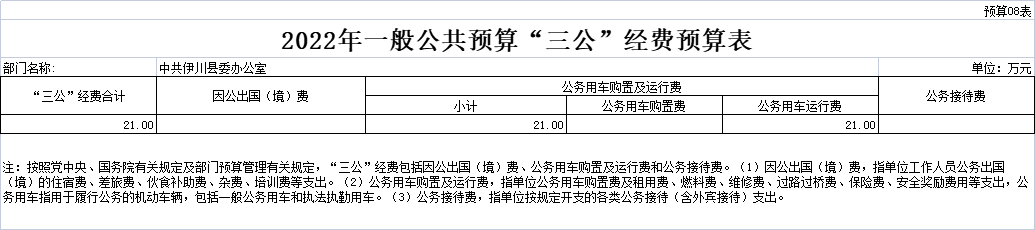 预算08表
2022年一般公共预算“三公”经费预算表
部门名称: 中共伊川县委办公室 单位：万元
“三公”经费合计 因公出国（境）费 公务用车购置及运行费 公务接待费
小计 公务用车购置费 公务用车运行费
21.00 21.00 21.00
注：按照党中央、国务院有关规定及部门预算管理有关规定，“三公”经费包括因公出国（境）费、公务用车购置及运行费和公务接待费。（1）因公出国（境）费，指单位工作人员公务出国
（境）的住宿费、差旅费、伙食补助费、杂费、培训费等支出。（2）公务用车购置及运行费，指单位公务用车购置费及租用费、燃料费、维修费、过路过桥费、保险费、安全奖励费用等支出，公
务用车指用于履行公务的机动车辆，包括一般公务用车和执法执勤用车。（3）公务接待费，指单位按规定开支的各类公务接待（含外宾接待）支出。